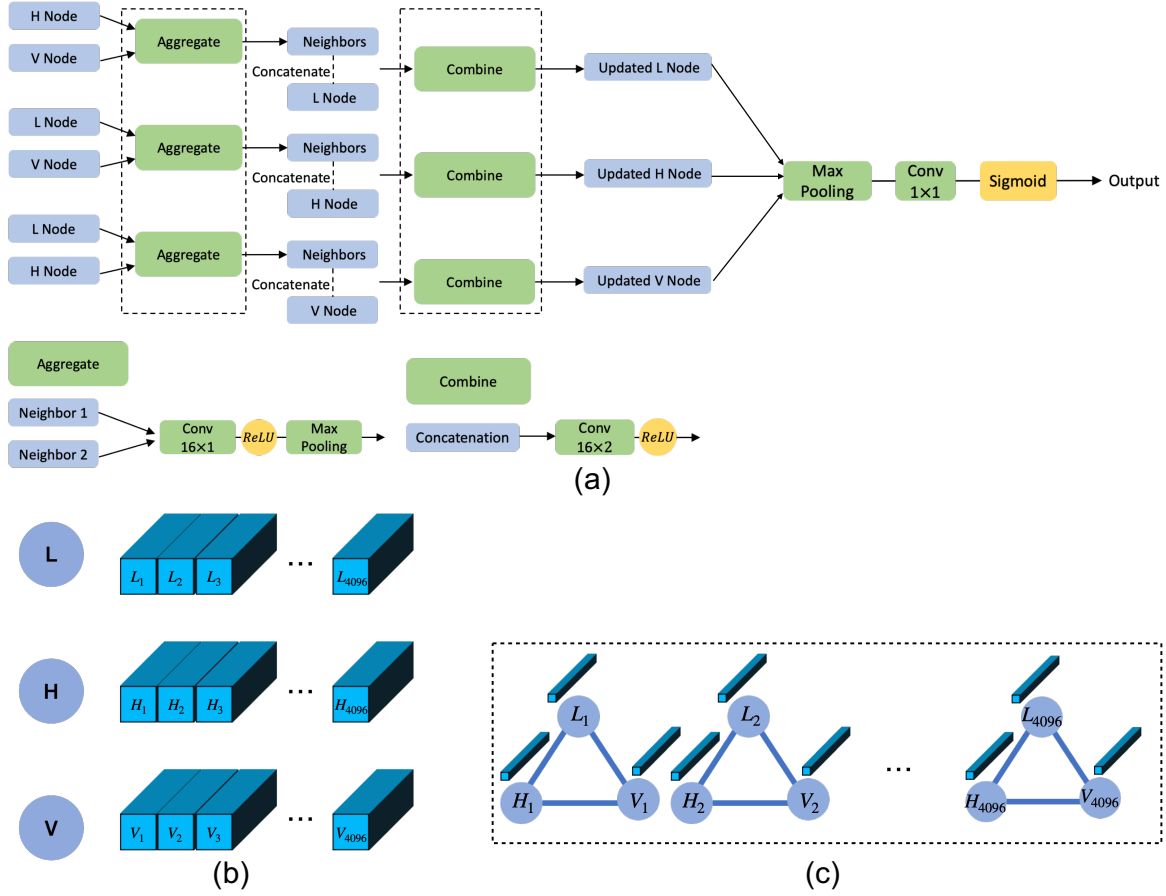 H Node
V Node
Aggregate
Neighbors
Concatenate
L Node
Combine
Updated L Node
L Node
V Node
Aggregate
Neighbors
Concatenate
H Node
Combine
Updated H Node
Max
Pooling
Conv
1×1
Sigmoid
Output
L Node
H Node
Aggregate
Neighbors
Concatenate
V Node
Combine
Updated V Node
Aggregate
Neighbor 1
Neighbor 2
Conv
16×1
ReLU
Max
Pooling
Combine
Concatenation
Conv
16×2
ReLU
(a)
L
L₁ L₂ L₃ ... L₄₀₉₆
H
H₁ H₂ H₃ ... H₄₀₉₆
V
V₁ V₂ V₃ ... V₄₀₉₆
(b)
L₁ L₂ L₄₀₉₆
H₁ V₁ H₂ V₂ ... H₄₀₉₆ V₄₀₉₆
(c)